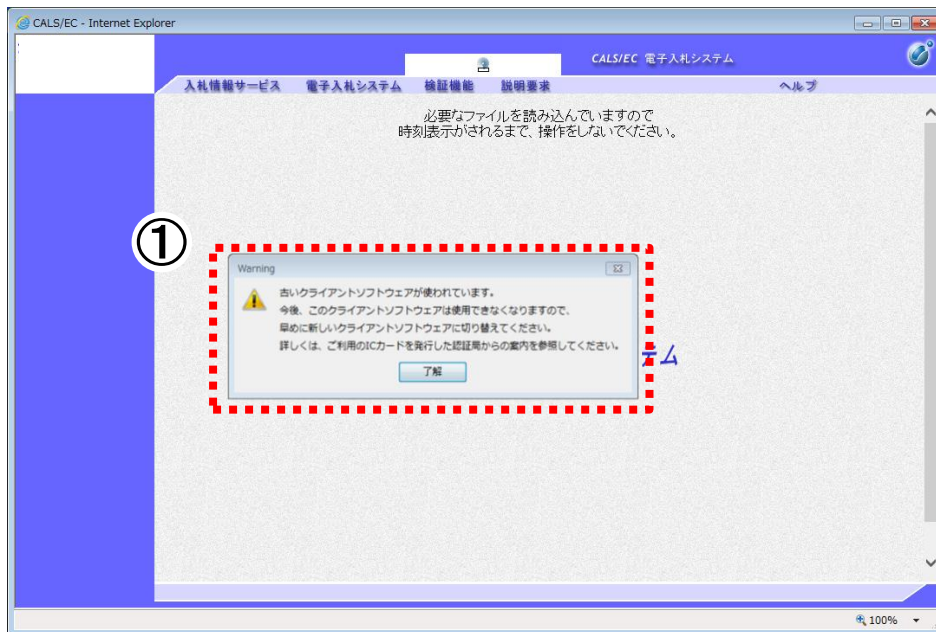 CALS/EC - Internet Explorer
CALS/EC 電子入札システム
入札情報サービス 電子入札システム 検証機能 説明要求 ヘルプ
必要なファイルを読み込んでいますので
時刻表示がされるまで、操作をしないでください。
①
Warning
古いクライアントソフトウェアが使われています。
今後、このクライアントソフトウェアは使用できなくなりますので、
早めに新しいクライアントソフトウェアに切り替えてください。
詳しくは、ご利用のICカードを発行した認証局からの案内を参照してください。
テム
了解
100%